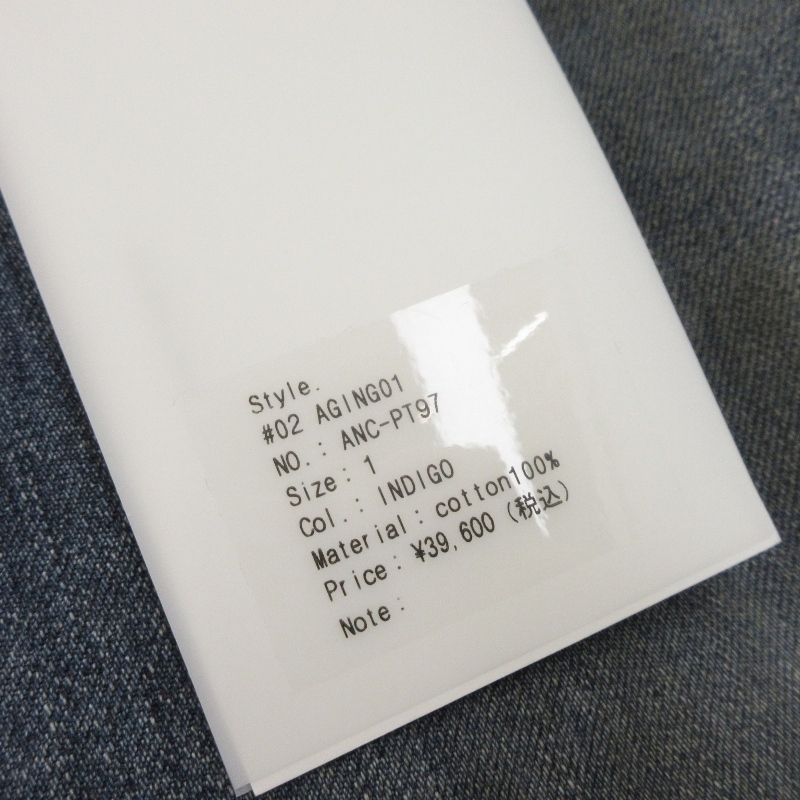 Style.
#02 AGING01
NO.: ANC-PT97
Size: 1
Col.: INDIGO
Material: cotton100%
Price: ¥39,600 (税込)
Note: